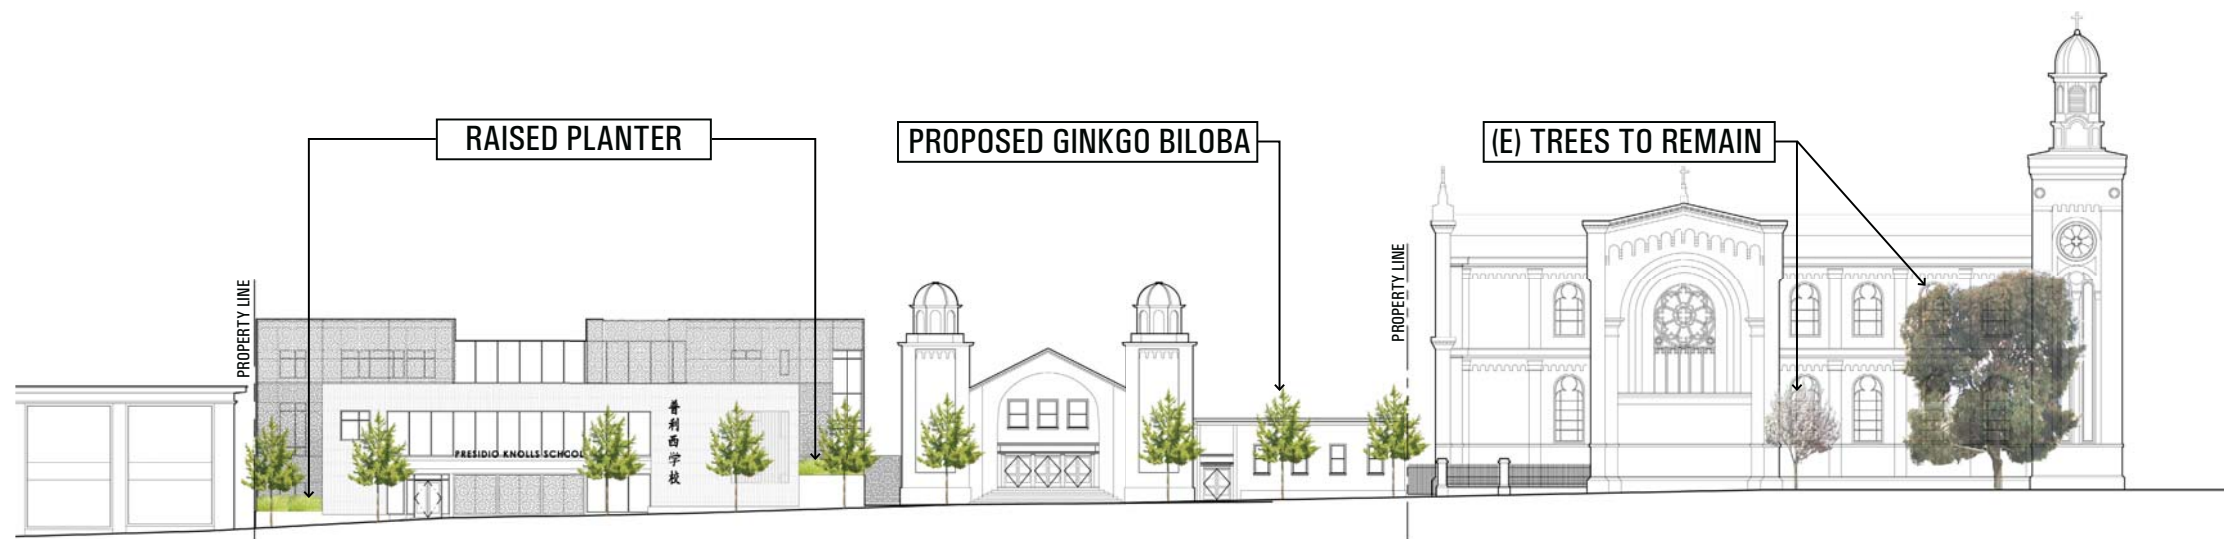 RAISED PLANTER
PROPOSED GINKGO BILOBA
(E) TREES TO REMAIN
PROPERTY LINE
PROPERTY LINE
PRESIDIO KNOLLS SCHOOL
普利西学校